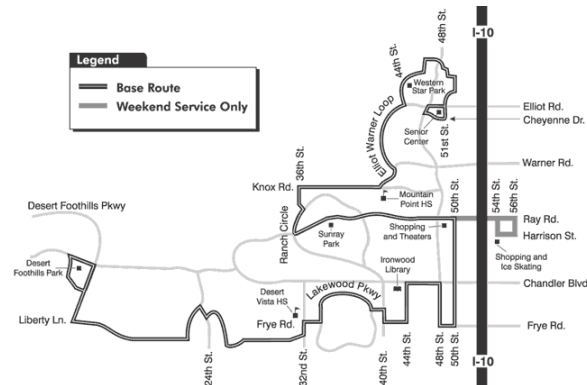 Legend
Base Route
Weekend Service Only
I-10
48th St.
44th St.
Western
Star Park
Elliot Rd.
Cheyenne Dr.
Senior
Center
51st St.
Elliot Warner Loop
Warner Rd.
36th St.
Knox Rd.
Mountain
Point HS
50th St.
54th St.
56th St.
Desert Foothills Pkwy
Ranch Circle
Sunray
Park
Shopping
and Theaters
Ray Rd.
Harrison St.
Shopping and
Ice Skating
Desert
Foothills Park
Ironwood
Library
Lakewood Pkwy
Chandler Blvd
Desert
Vista HS
Liberty Ln.
Frye Rd.
Frye Rd.
24th St.
32nd St.
40th St.
44th St.
48th St.
50th St.
I-10